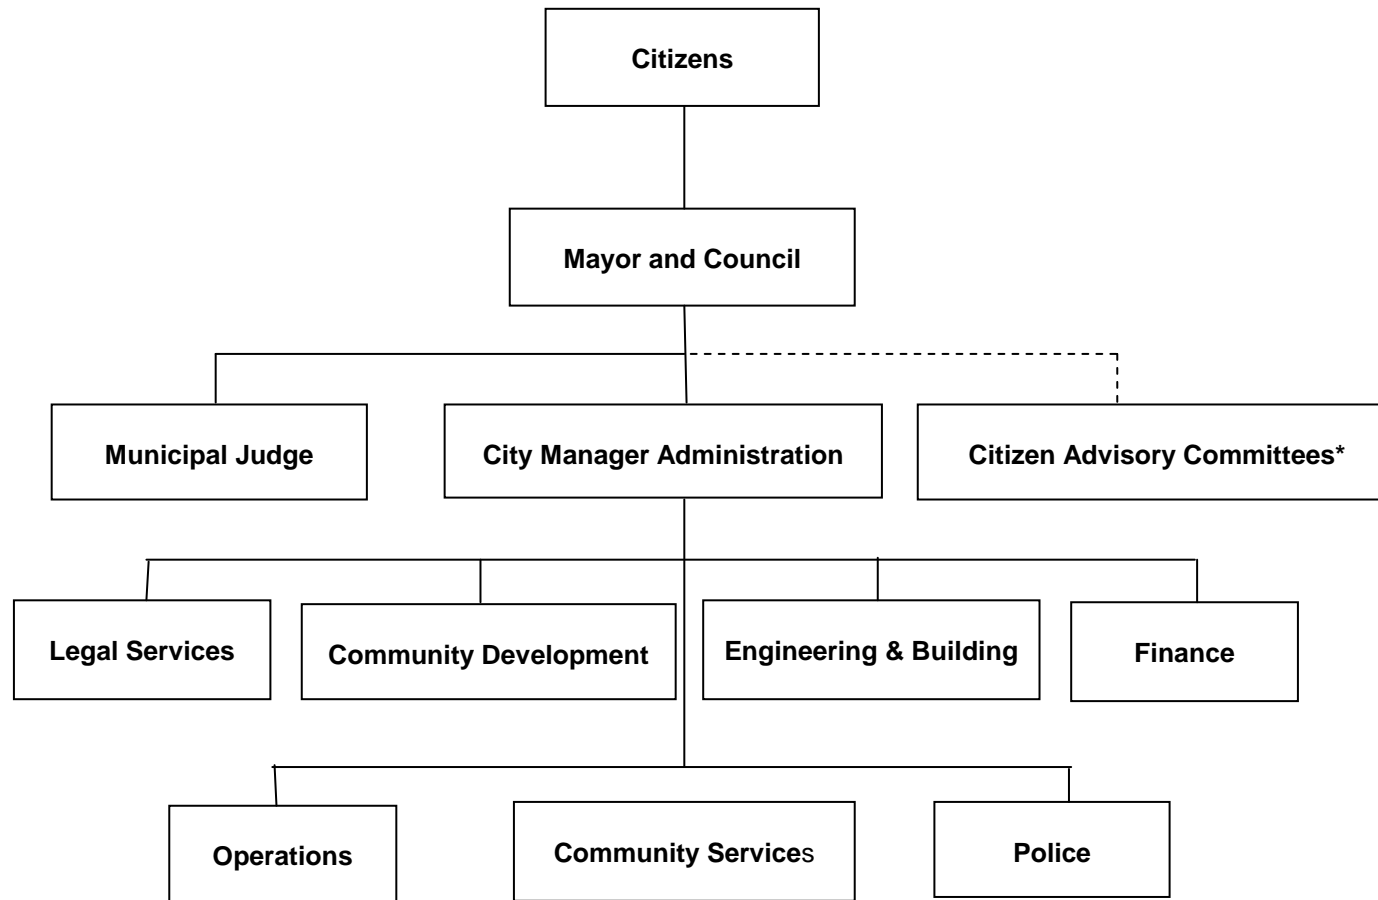 Citizens
Mayor and Council
Municipal Judge
City Manager Administration
Citizen Advisory Committees*
Legal Services
Community Development
Engineering & Building
Finance
Operations
Community Services
Police